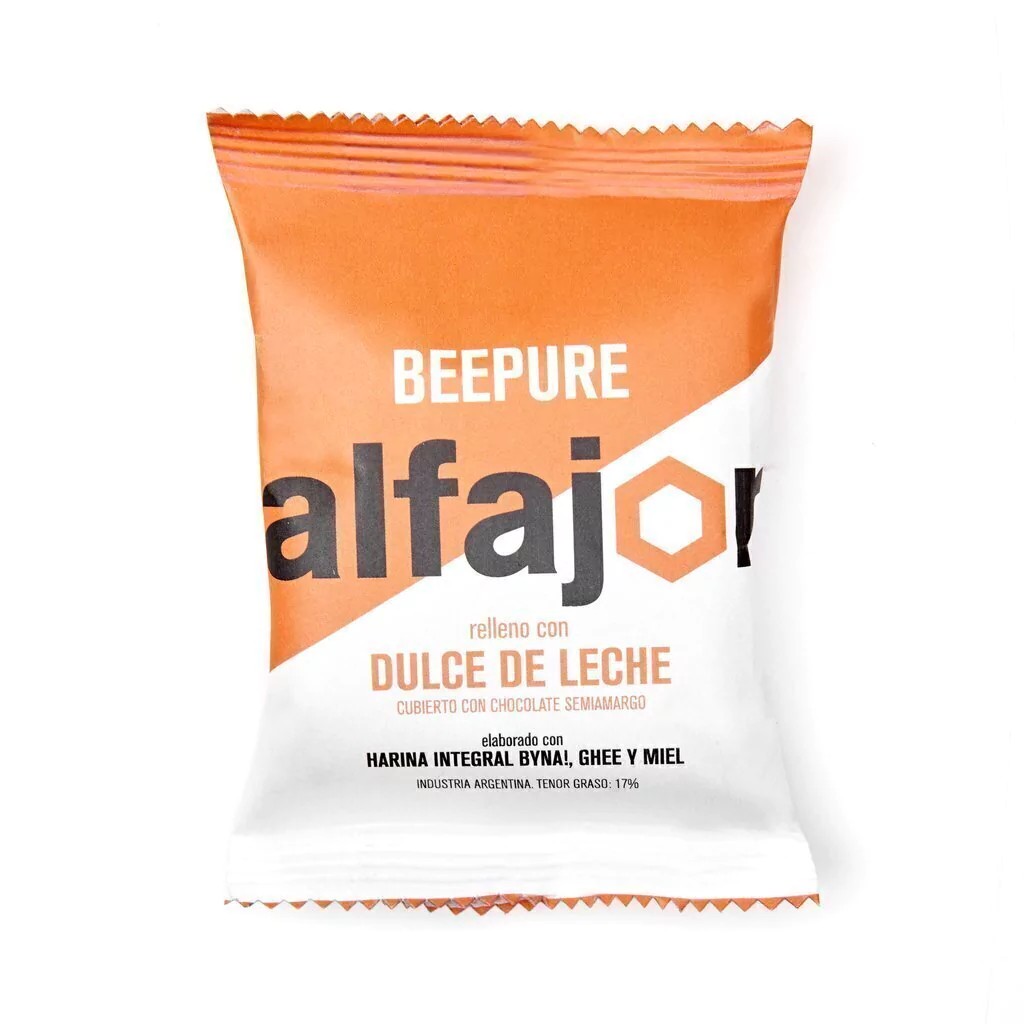 BEEPURE
alfajor
relleno con
DULCE DE LECHE
CUBIERTO CON CHOCOLATE SEMIAMARGO
elaborado con
HARINA INTEGRAL BYNA!, GHEE Y MIEL
INDUSTRIA ARGENTINA. TENOR GRASO: 17%